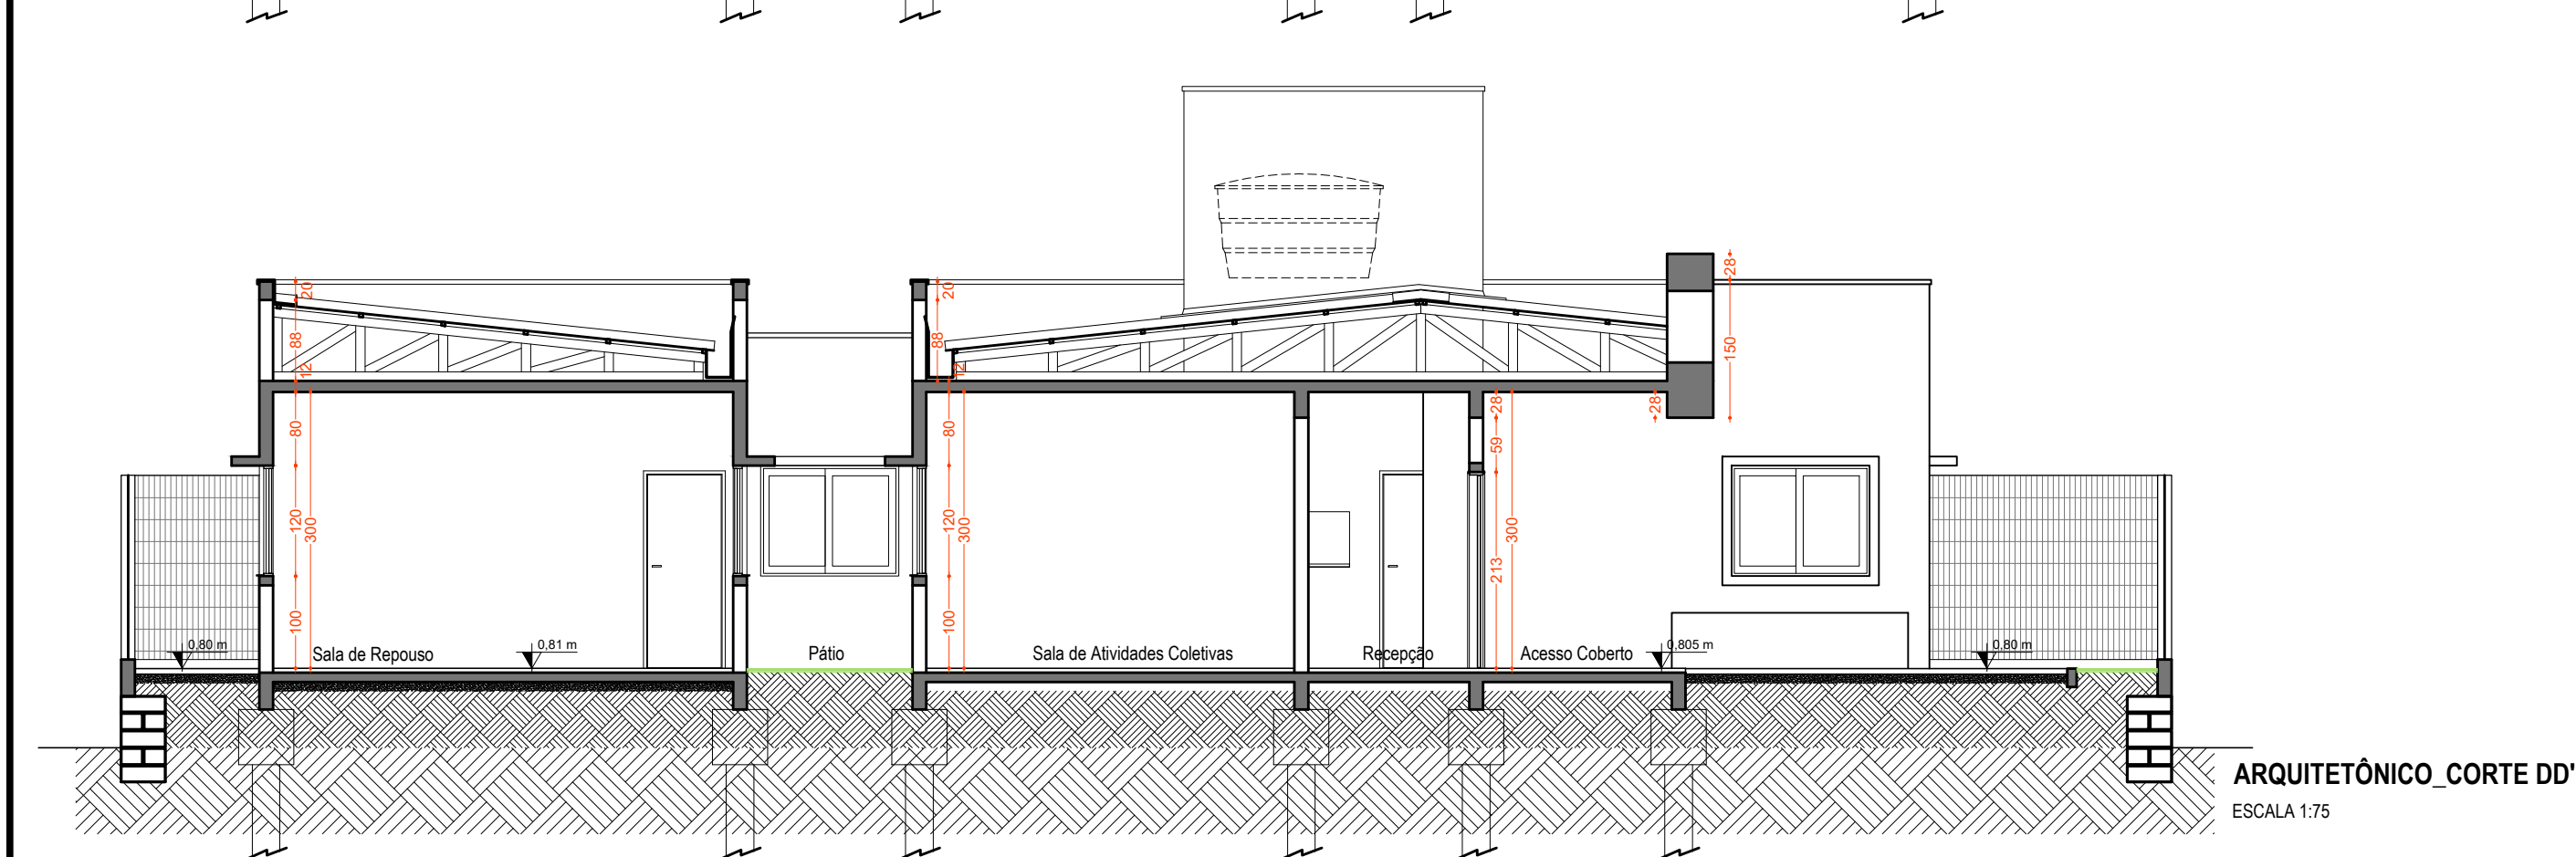 28
20
20
88
88
150
12
12
28
28
80
80
59
120
300
120
300
300
213
100
100
0,80 m
Sala de Repouso
0,81 m
Pátio
Sala de Atividades Coletivas
Recepção
Acesso Coberto
0,805 m
0,80 m
ARQUITETÔNICO_CORTE DD'
ESCALA 1:75